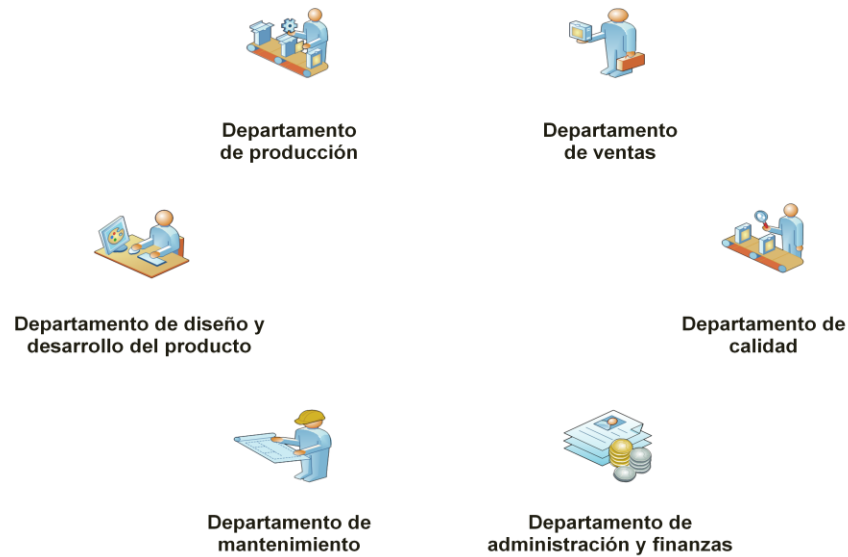 Departamento
de producción
Departamento
de ventas
Departamento de diseño y
desarrollo del producto
Departamento de
calidad
Departamento de
mantenimiento
Departamento de
administración y finanzas